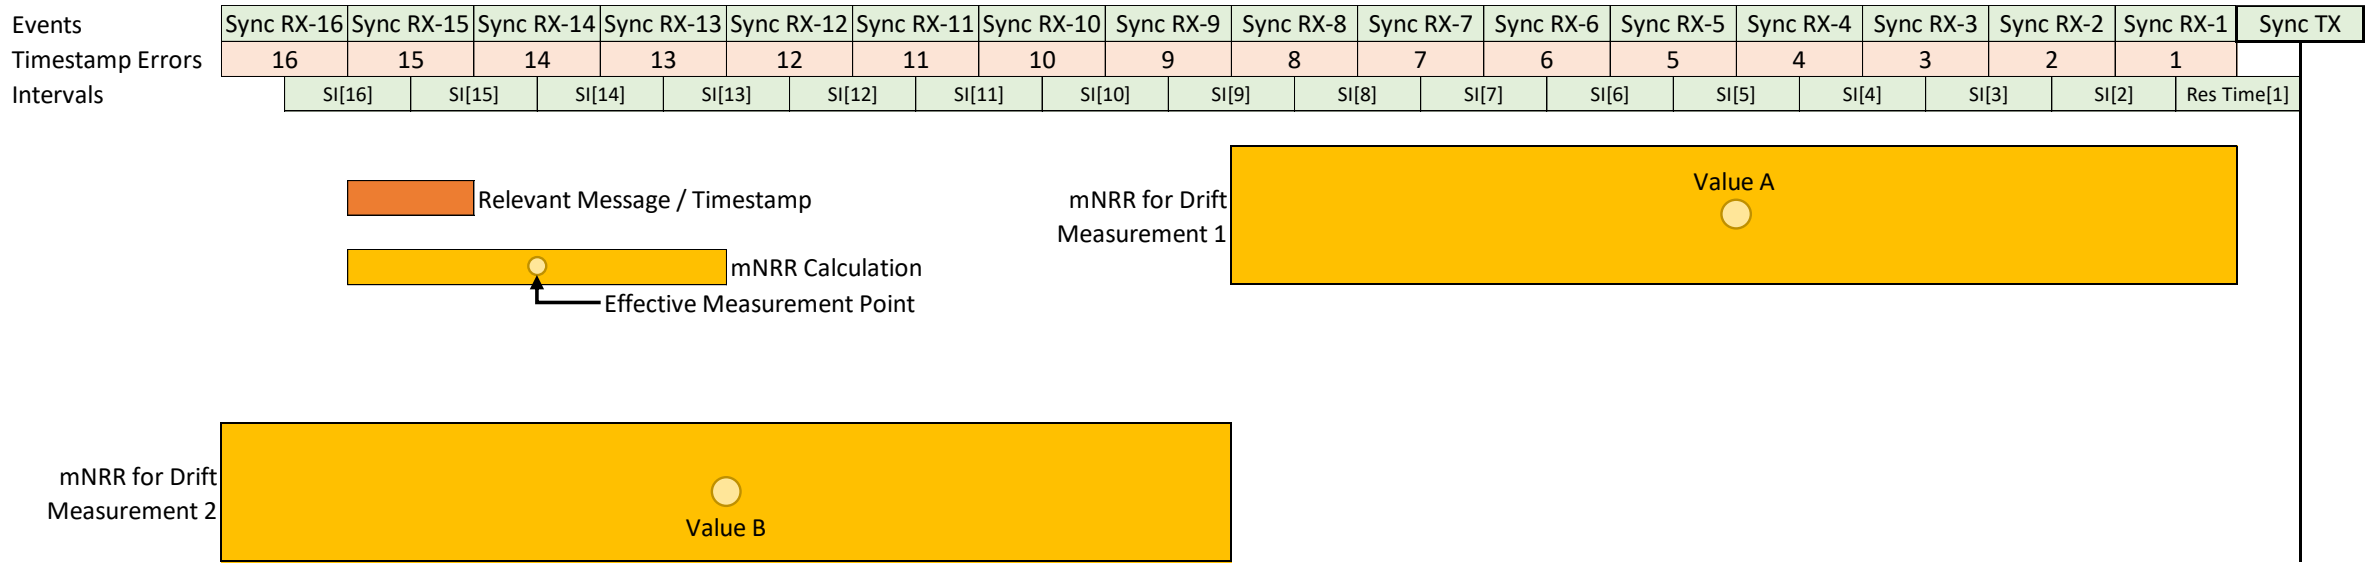 Events Sync RX-16 Sync RX-15 Sync RX-14 Sync RX-13 Sync RX-12 Sync RX-11 Sync RX-10 Sync RX-9 Sync RX-8 Sync RX-7 Sync RX-6 Sync RX-5 Sync RX-4 Sync RX-3 Sync RX-2 Sync RX-1 Sync TX
Timestamp Errors 16 15 14 13 12 11 10 9 8 7 6 5 4 3 2 1
Intervals SI[16] SI[15] SI[14] SI[13] SI[12] SI[11] SI[10] SI[9] SI[8] SI[7] SI[6] SI[5] SI[4] SI[3] SI[2] Res Time[1]
Relevant Message / Timestamp
mNRR Calculation
Effective Measurement Point
mNRR for Drift
Measurement 1
Value A
mNRR for Drift
Measurement 2
Value B